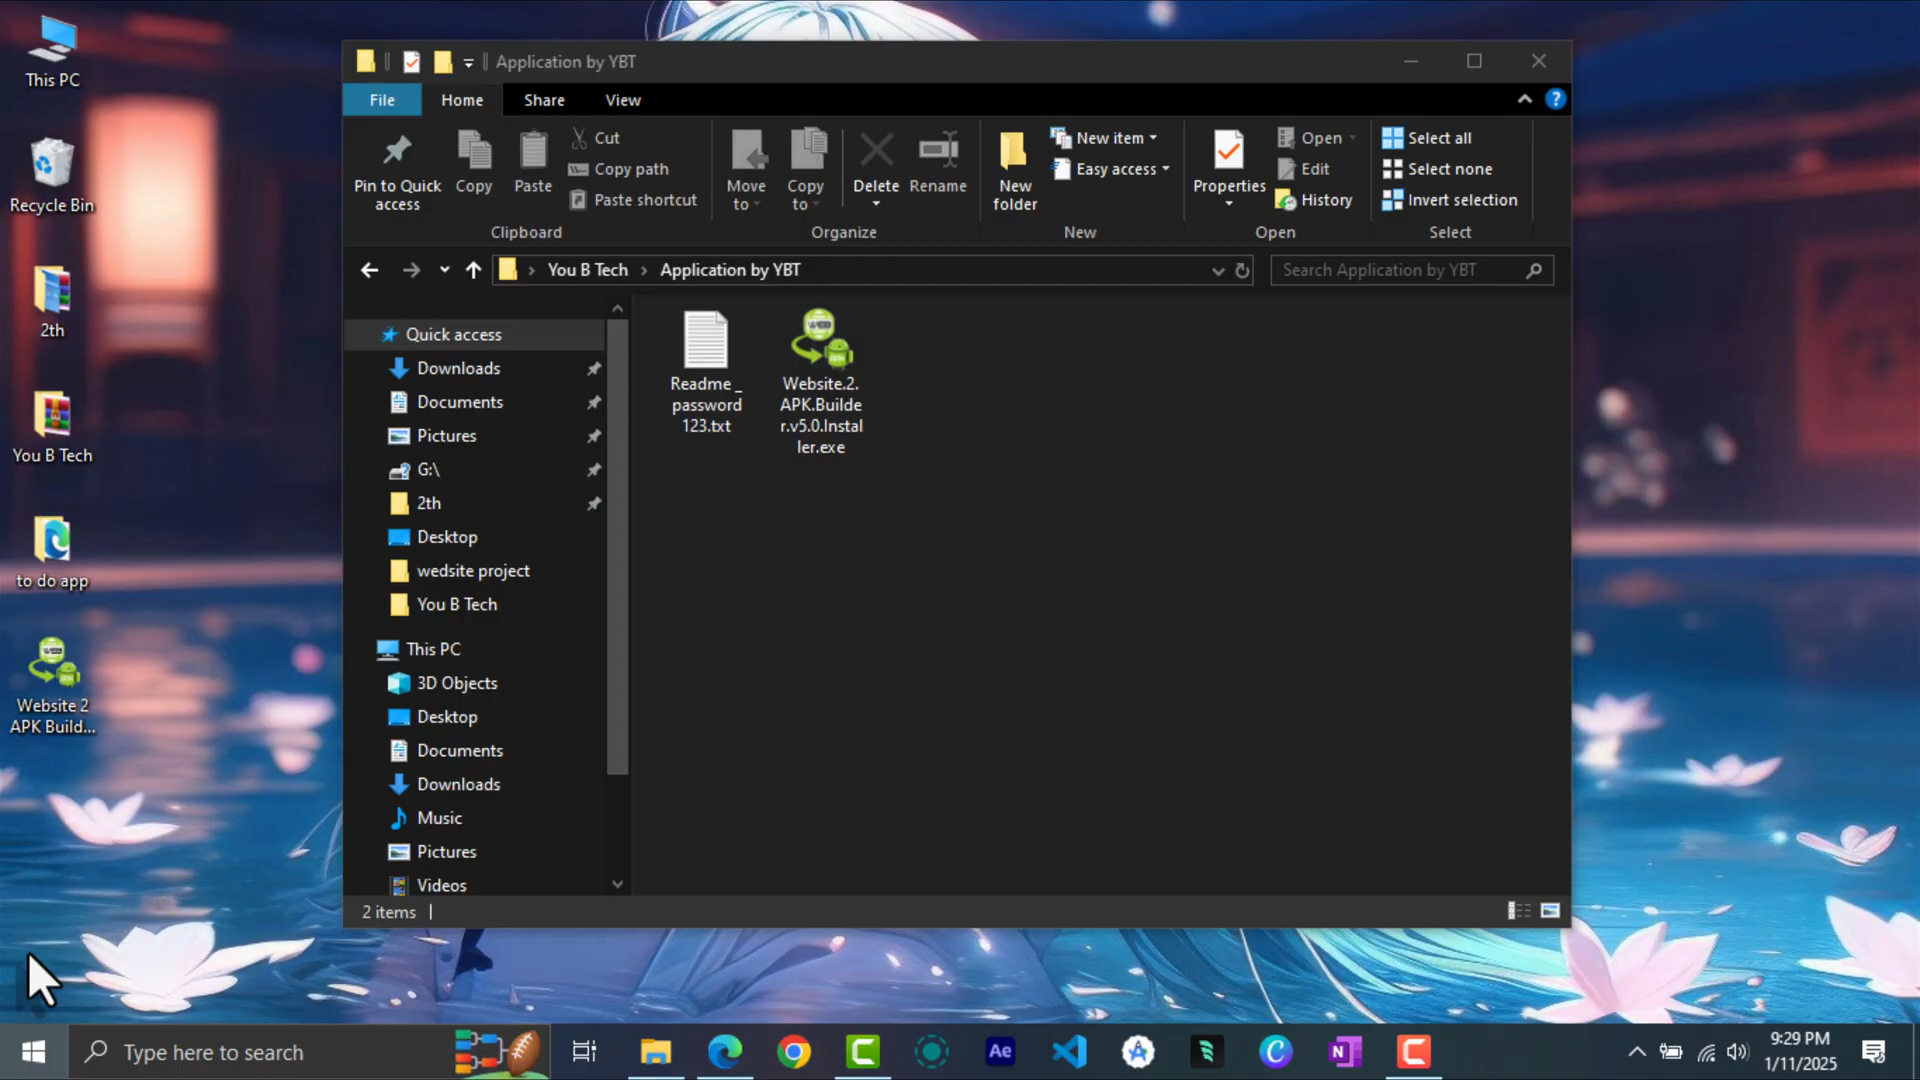 This PC
Recycle Bin
2th
You B Tech
to do app
Website 2
APK Build...
Application by YBT
File
Home
Share
View
?
Pin to Quick
access
Copy
Paste
Cut
Copy path
Paste shortcut
Clipboard
Move
to
Copy
to
Delete
Rename
Organize
New
folder
New item
Easy access
New
Properties
Open
Edit
History
Open
Select all
Select none
Invert selection
Select
You B Tech
Application by YBT
Search Application by YBT
Quick access
Downloads
Documents
Pictures
G:\
2th
Desktop
wedsite project
You B Tech
This PC
3D Objects
Desktop
Documents
Downloads
Music
Pictures
Videos
Readme _
password
123.txt
Website.2.
APK.Builde
r.v5.0.Instal
ler.exe
2 items
Type here to search
Ae
N
9:29 PM
1/11/2025